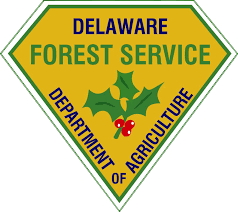 DELAWARE
FOREST SERVICE
DEPARTMENT
OF
AGRICULTURE